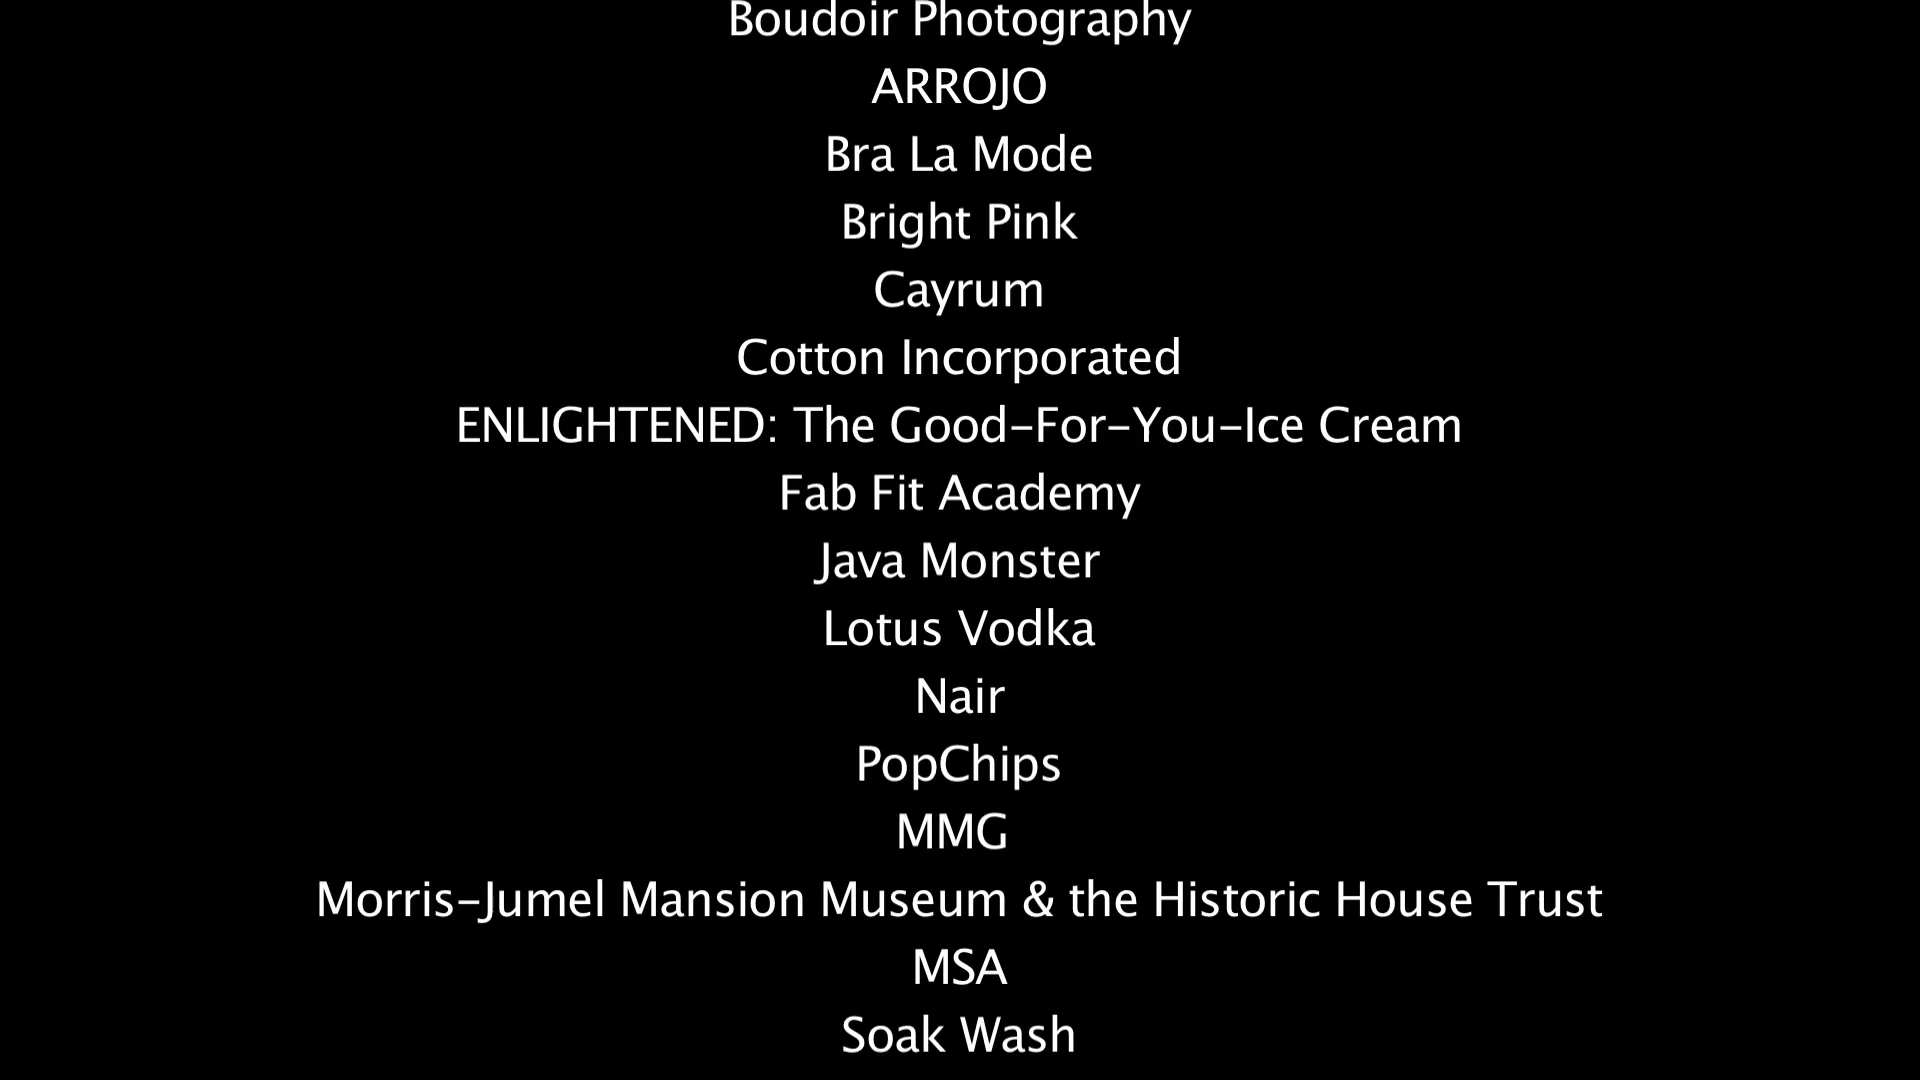 Boudoir Photography
ARROJO
Bra La Mode
Bright Pink
Cayrum
Cotton Incorporated
ENLIGHTENED: The Good-For-You-Ice Cream
Fab Fit Academy
Java Monster
Lotus Vodka
Nair
PopChips
MMG
Morris-Jumel Mansion Museum & the Historic House Trust
MSA
Soak Wash